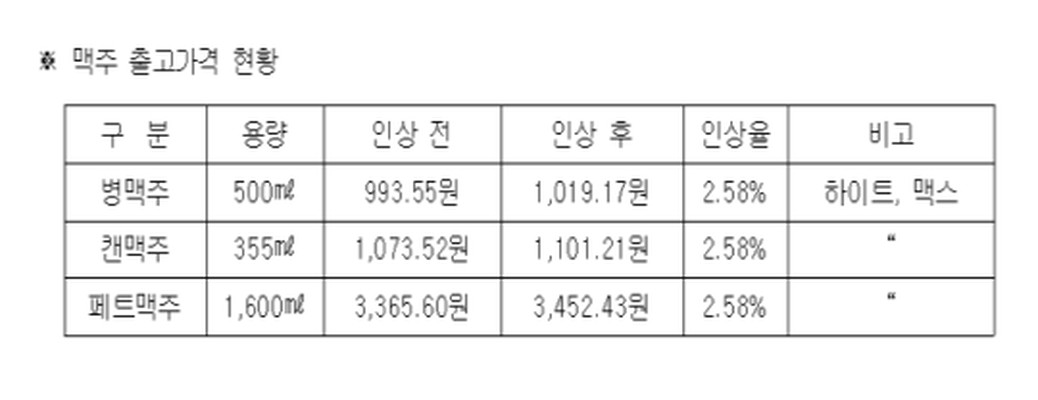 ※ 맥주 출고가격 현황
구 분 용량 인상 전 인상 후 인상율 비고
병맥주 500㎖ 993.55원 1,019.17원 2.58% 하이트, 맥스
캔맥주 355㎖ 1,073.52원 1,101.21원 2.58% “
페트맥주 1,600㎖ 3,365.60원 3,452.43원 2.58% “